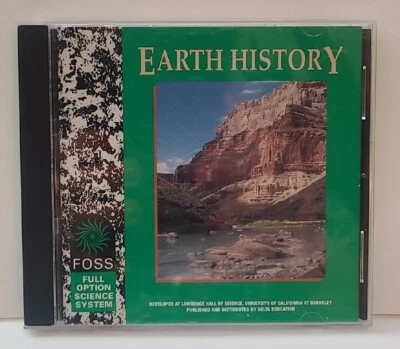 EARTH HISTORY
FOSS
FULL
OPTION
SCIENCE
SYSTEM
DEVELOPED AT LAWRENCE HALL OF SCIENCE, UNIVERSITY OF CALIFORNIA AT BERKELEY
PUBLISHED AND DISTRIBUTED BY DELTA EDUCATION